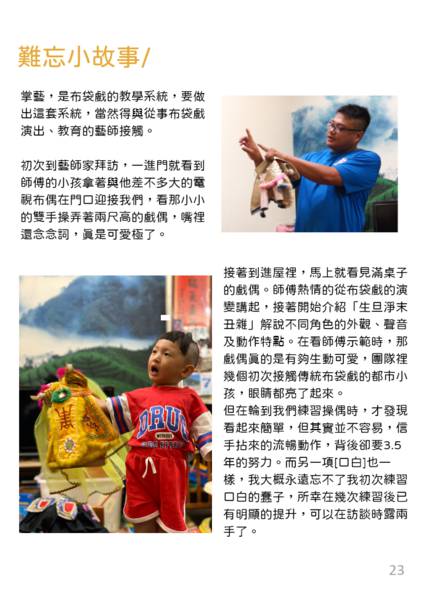 難忘小故事/
掌藝，是布袋戲的教學系統，要做
出這套系統，當然得與從事布袋戲
演出、教育的藝師接觸。
初次到藝師家拜訪，一進門就看到
師傅的小孩拿著與他差不多大的電
視布偶在門口迎接我們，看那小小
的雙手操弄著兩尺高的戲偶，嘴裡
還念念詞，真是可愛極了。
接著到進屋裡，馬上就看見滿桌子
的戲偶。師傅熱情的從布袋戲的演
變講起，接著開始介紹「生旦淨末
丑雜」解說不同角色的外觀、聲音
及動作特點。在看師傅示範時，那
戲偶真的是有夠生動可愛，團隊裡
幾個初次接觸傳統布袋戲的都市小
孩，眼睛都亮了起來。
但在輪到我們練習操偶時，才發現
看起來簡單，但其實並不容易，信
手拈來的流暢動作，背後卻要3.5
年的努力。而另一項[口白]也一
樣，我大概永遠忘不了我初次練習
口白的蠢子，所幸在幾次練習後已
有明顯的提升，可以在訪談時露兩
手了。
DRUG
23